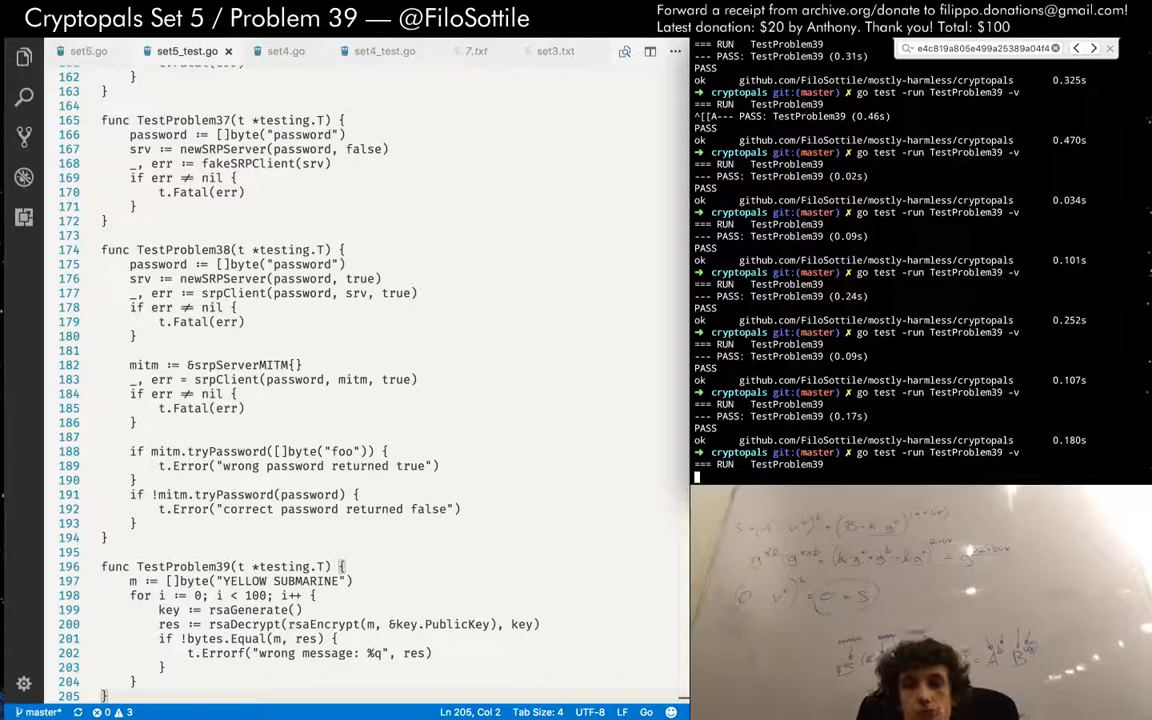 Cryptopals Set 5 / Problem 39 — @FiloSottile
Forward a receipt from archive.org/donate to filippo.donations@gmail.com!
Latest donation: $20 by Anthony. Thank you! Total: $100
set5.go
set5_test.go
set4.go
set4_test.go
7.txt
set3.txt
162 }
163 }
164
165 func TestProblem37(t *testing.T) {
166 password := []byte("password")
167 srv := newSRPServer(password, false)
168 _, err := fakeSRPClient(srv)
169 if err ≠ nil {
170 t.Fatal(err)
171 }
172 }
173
174 func TestProblem38(t *testing.T) {
175 password := []byte("password")
176 srv := newSRPServer(password, true)
177 _, err := srpClient(password, srv, true)
178 if err ≠ nil {
179 t.Fatal(err)
180 }
181
182 mitm := &srpServerMITM{}
183 _, err = srpClient(password, mitm, true)
184 if err ≠ nil {
185 t.Fatal(err)
186 }
187
188 if mitm.tryPassword([]byte("foo")) {
189 t.Error("wrong password returned true")
190 }
191 if !mitm.tryPassword(password) {
192 t.Error("correct password returned false")
193 }
194 }
195
196 func TestProblem39(t *testing.T) {
197 m := []byte("YELLOW SUBMARINE")
198 for i := 0; i < 100; i++ {
199 key := rsaGenerate()
200 res := rsaDecrypt(rsaEncrypt(m, &key.PublicKey), key)
201 if !bytes.Equal(m, res) {
202 t.Errorf("wrong message: %q", res)
203 }
204 }
205 }
master* 0 3 Ln 205, Col 2 Tab Size: 4 UTF-8 LF Go
e4c819a805e499a25389a04f4
=== RUN TestProblem39
--- PASS: TestProblem39 (0.31s)
PASS
ok github.com/FiloSottile/mostly-harmless/cryptopals 0.325s
➜ cryptopals git:(master) ✗ go test -run TestProblem39 -v
=== RUN TestProblem39
^[[A--- PASS: TestProblem39 (0.46s)
PASS
ok github.com/FiloSottile/mostly-harmless/cryptopals 0.470s
➜ cryptopals git:(master) ✗ go test -run TestProblem39 -v
=== RUN TestProblem39
--- PASS: TestProblem39 (0.02s)
PASS
ok github.com/FiloSottile/mostly-harmless/cryptopals 0.034s
➜ cryptopals git:(master) ✗ go test -run TestProblem39 -v
=== RUN TestProblem39
--- PASS: TestProblem39 (0.09s)
PASS
ok github.com/FiloSottile/mostly-harmless/cryptopals 0.101s
➜ cryptopals git:(master) ✗ go test -run TestProblem39 -v
=== RUN TestProblem39
--- PASS: TestProblem39 (0.24s)
PASS
ok github.com/FiloSottile/mostly-harmless/cryptopals 0.252s
➜ cryptopals git:(master) ✗ go test -run TestProblem39 -v
=== RUN TestProblem39
--- PASS: TestProblem39 (0.09s)
PASS
ok github.com/FiloSottile/mostly-harmless/cryptopals 0.107s
➜ cryptopals git:(master) ✗ go test -run TestProblem39 -v
=== RUN TestProblem39
--- PASS: TestProblem39 (0.17s)
PASS
ok github.com/FiloSottile/mostly-harmless/cryptopals 0.180s
➜ cryptopals git:(master) ✗ go test -run TestProblem39 -v
=== RUN TestProblem39